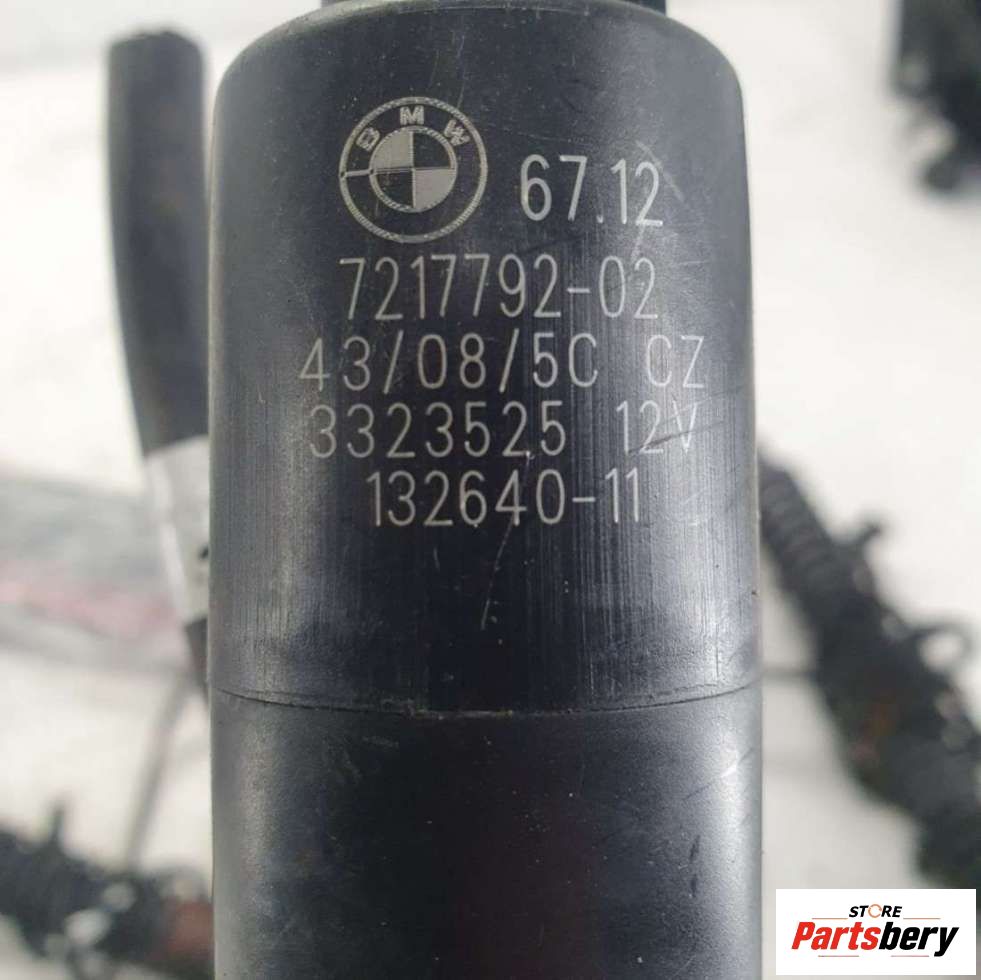 BMW
67.12
7217792-02
43/08/5C CZ
3323525 12V
132640-11
STORE
Partsbery